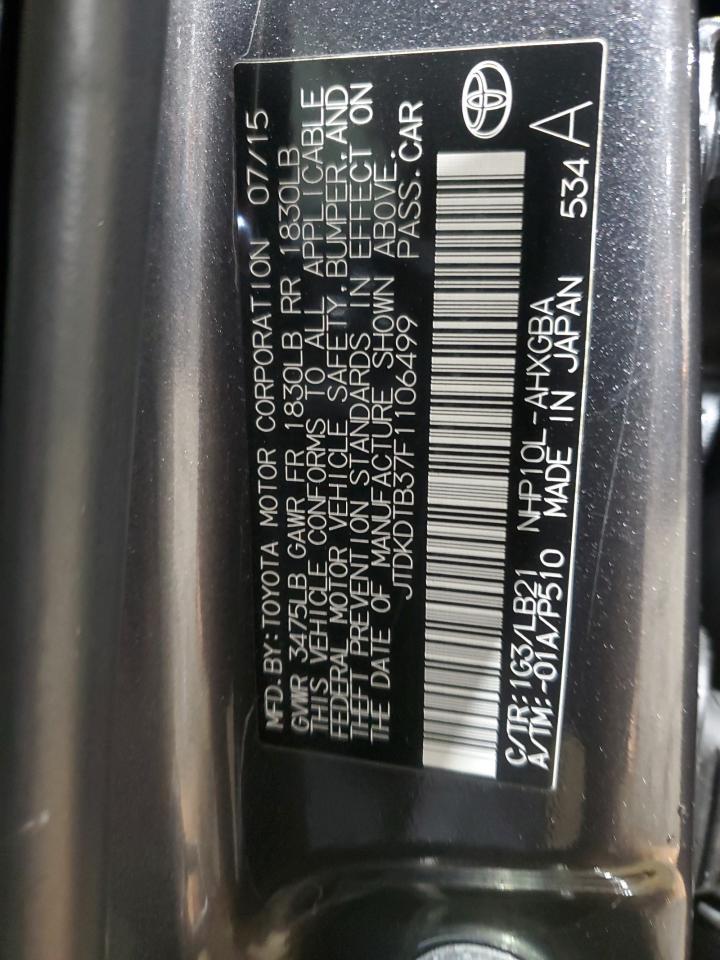 MFD. BY: TOYOTA MOTOR CORPORATION 07/15
GVWR 3475LB GAWR FR 1830LB RR 1830LB
THIS VEHICLE CONFORMS TO ALL APPLICABLE
FEDERAL MOTOR VEHICLE SAFETY, BUMPER, AND
THEFT PREVENTION STANDARDS IN EFFECT ON
THE DATE OF MANUFACTURE SHOWN ABOVE.
JTDKDTB37F1106499 PASS. CAR
C/TR: 1G3/LB21 NHP10L-AHXGBA 534
A/TM: -01A/P510 MADE IN JAPAN A